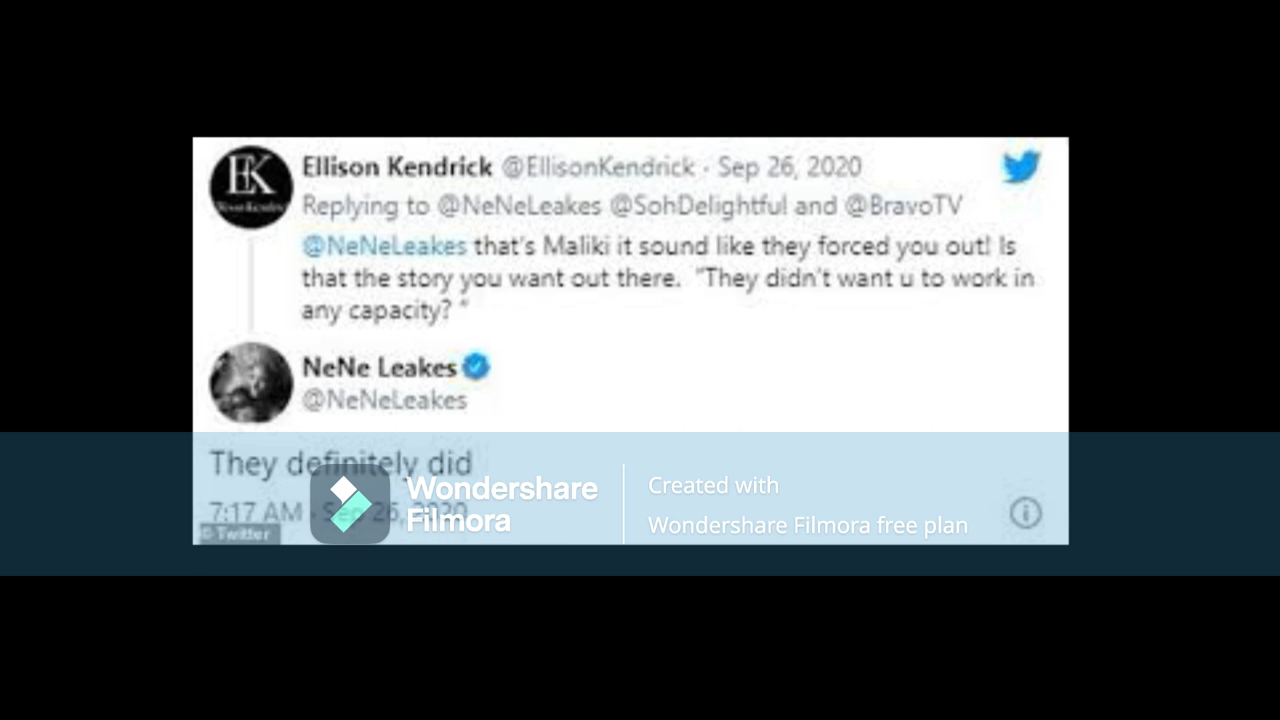 EK
Ellison Kendrick @EllisonKendrick · Sep 26, 2020
Replying to @NeNeLeakes @SohDelightful and @BravoTV
@NeNeLeakes that's Maliki it sound like they forced you out! Is
that the story you want out there.  "They didn't want u to work in
any capacity? "
NeNe Leakes
@NeNeLeakes
They definitely did
7:17 AM · Sep 26, 2020
© Twitter
Wondershare
Filmora
Created with
Wondershare Filmora free plan